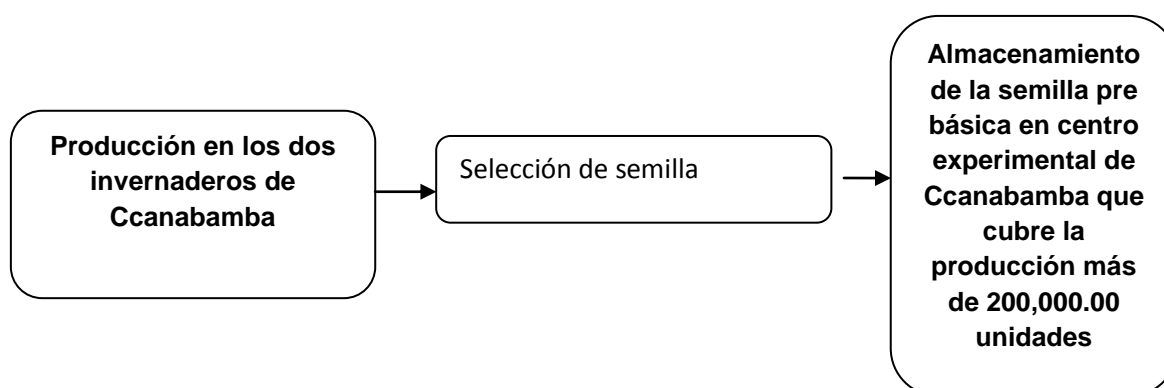 Producción en los dos
invernaderos de
Ccanabamba
Selección de semilla
Almacenamiento
de la semilla pre
básica en centro
experimental de
Ccanabamba que
cubre la
producción más
de 200,000.00
unidades